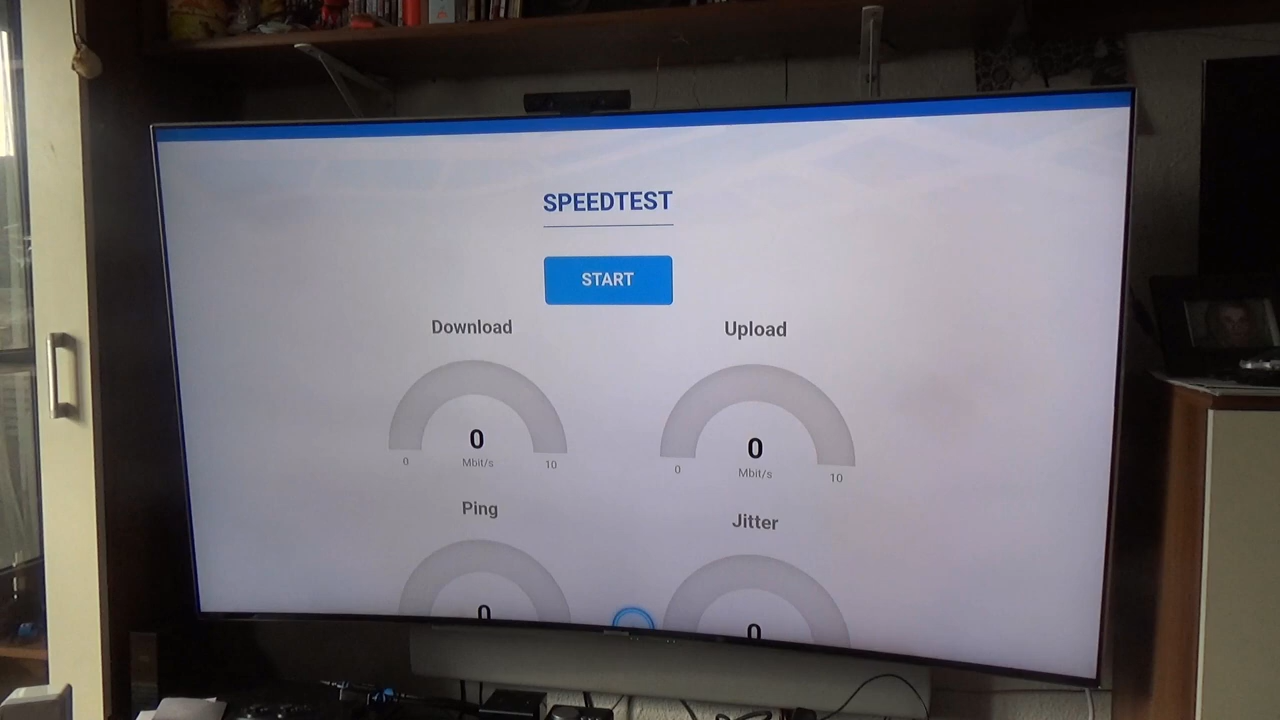 SPEEDTEST
START
Download
Upload
0
0
Mbit/s
10
0
0
Mbit/s
10
Ping
Jitter
0
0